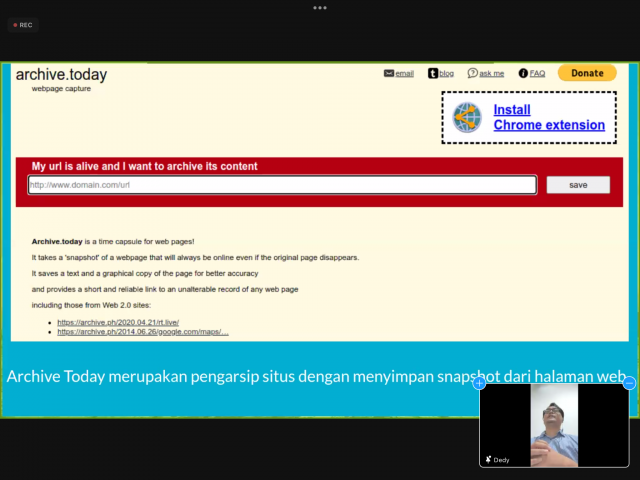 REC
archive.today
webpage capture
email
blog
ask me
FAQ
Donate
Install
Chrome extension
My url is alive and I want to archive its content
http://www.domain.com/url
save
Archive.today is a time capsule for web pages!
It takes a 'snapshot' of a webpage that will always be online even if the original page disappears.
It saves a text and a graphical copy of the page for better accuracy
and provides a short and reliable link to an unalterable record of any web page
including those from Web 2.0 sites:
https://archive.ph/2020.04.21/rt.live/
https://archive.ph/2014.06.26/google.com/maps/…
Archive Today merupakan pengarsip situs dengan menyimpan snapshot dari halaman web
Dedy